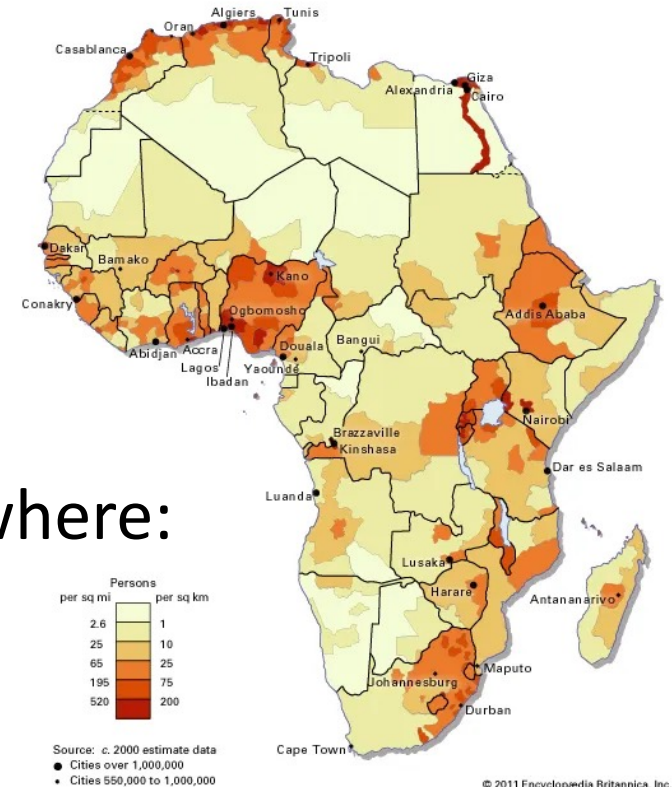 Algiers
Tunis
Oran
Casablanca
Tripoli
Alexandria
Giza
Cairo
Dakar
Bamako
Kano
Conakry
Ogbomosho
Addis Ababa
Abidjan
Accra
Lagos
Ibadan
Douala
Yaoundé
Bangui
Nairobi
Brazzaville
Kinshasa
Dar es Salaam
where:
Luanda
Lusaka
Harare
Antananarivo
Maputo
Johannesburg
Durban
Cape Town
Persons
per sq mi per sq km
2.6 1
25 10
65 25
195 75
520 200
Source: c. 2000 estimate data
● Cities over 1,000,000
• Cities 550,000 to 1,000,000
© 2011 Encyclopædia Britannica, Inc.